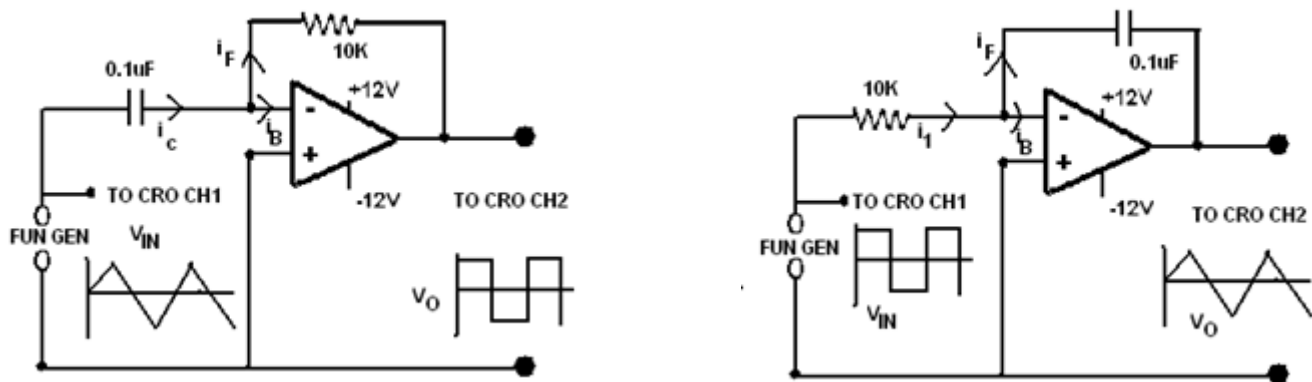 10K
iF
0.1uF
+12V
-
ic
iB
+
-12V
TO CRO CH1
TO CRO CH2
FUN GEN
VIN
VO
0.1uF
iF
10K
+12V
-
i1
iB
+
-12V
TO CRO CH1
TO CRO CH2
FUN GEN
VIN
VO